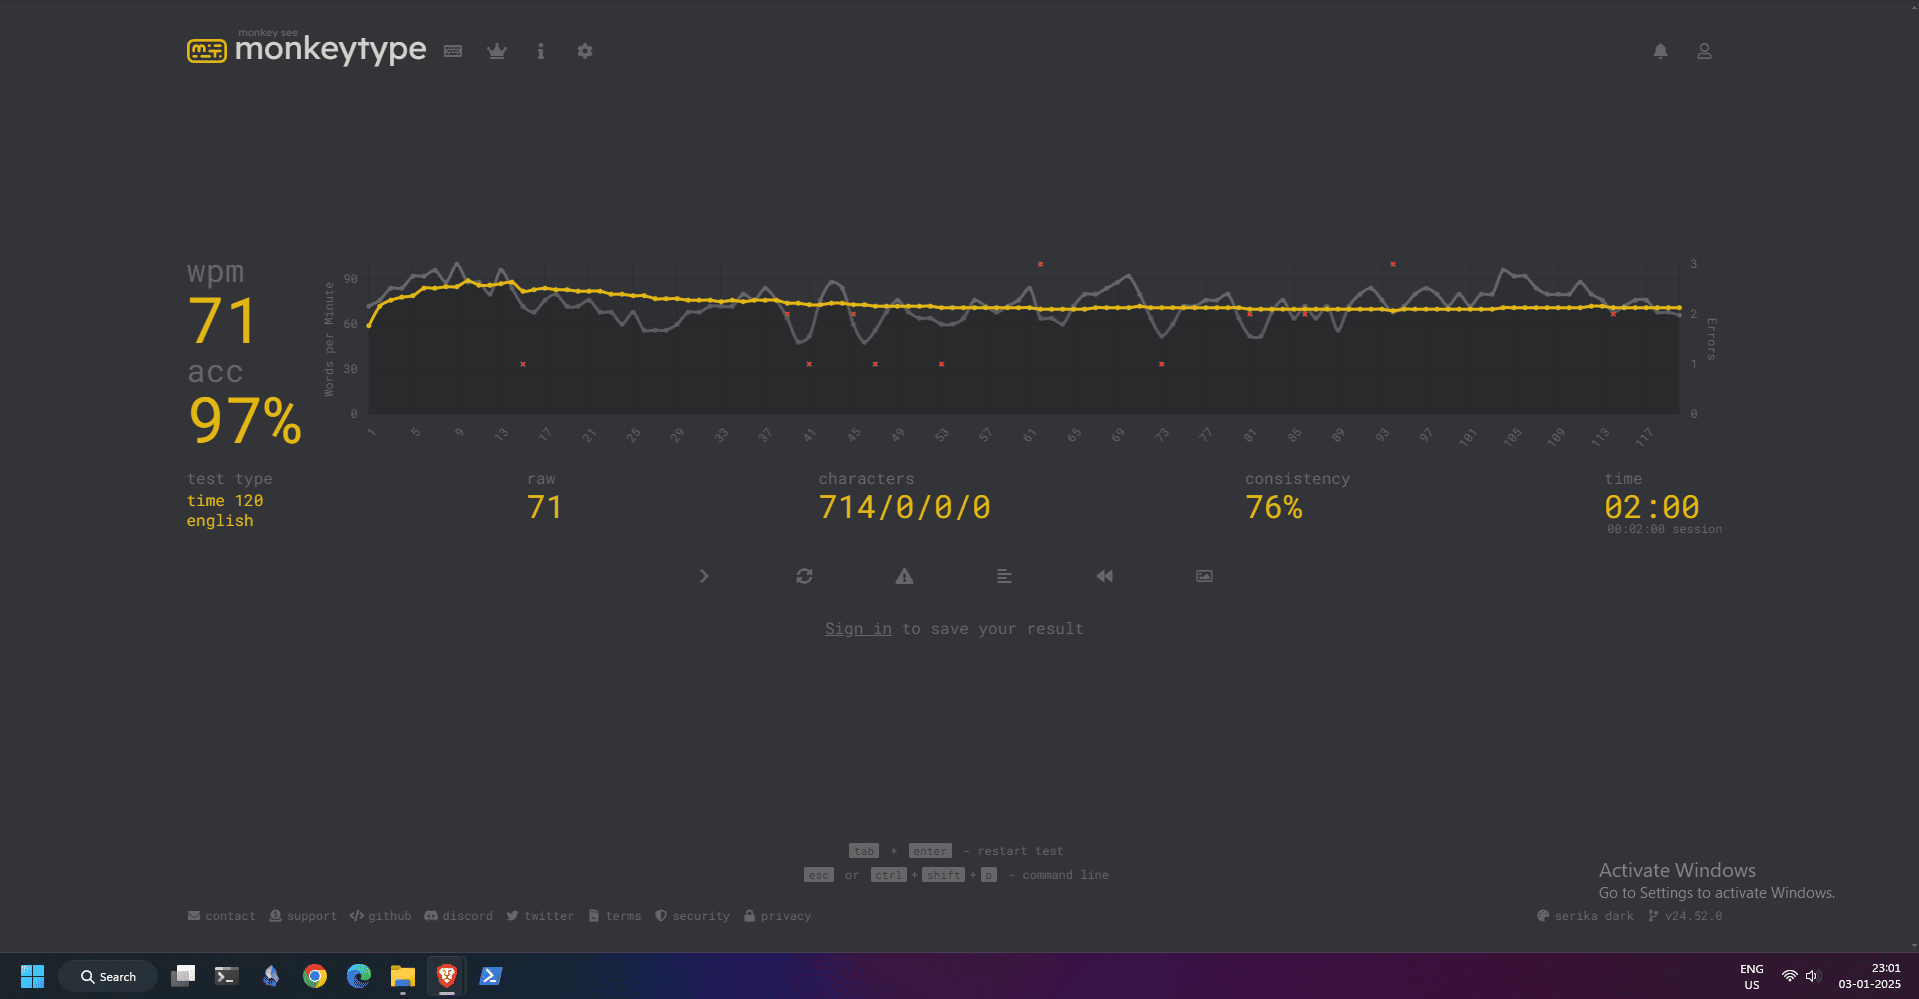 monkey see
monkeytype
wpm
71
acc
97%
Words per Minute
90
60
30
0
Errors
3
2
1
0
1 5 9 13 17 21 25 29 33 37 41 45 49 53 57 61 65 69 73 77 81 85 89 93 97 101 105 109 113 117
test type
time 120
english
raw
71
characters
714/0/0/0
consistency
76%
time
02:00
00:02:00 session
Sign in to save your result
tab + enter - restart test
esc or ctrl + shift + p - command line
Activate Windows
Go to Settings to activate Windows.
contact support github discord twitter terms security privacy
serika dark v24.52.0
Search
ENG
US
23:01
03-01-2025